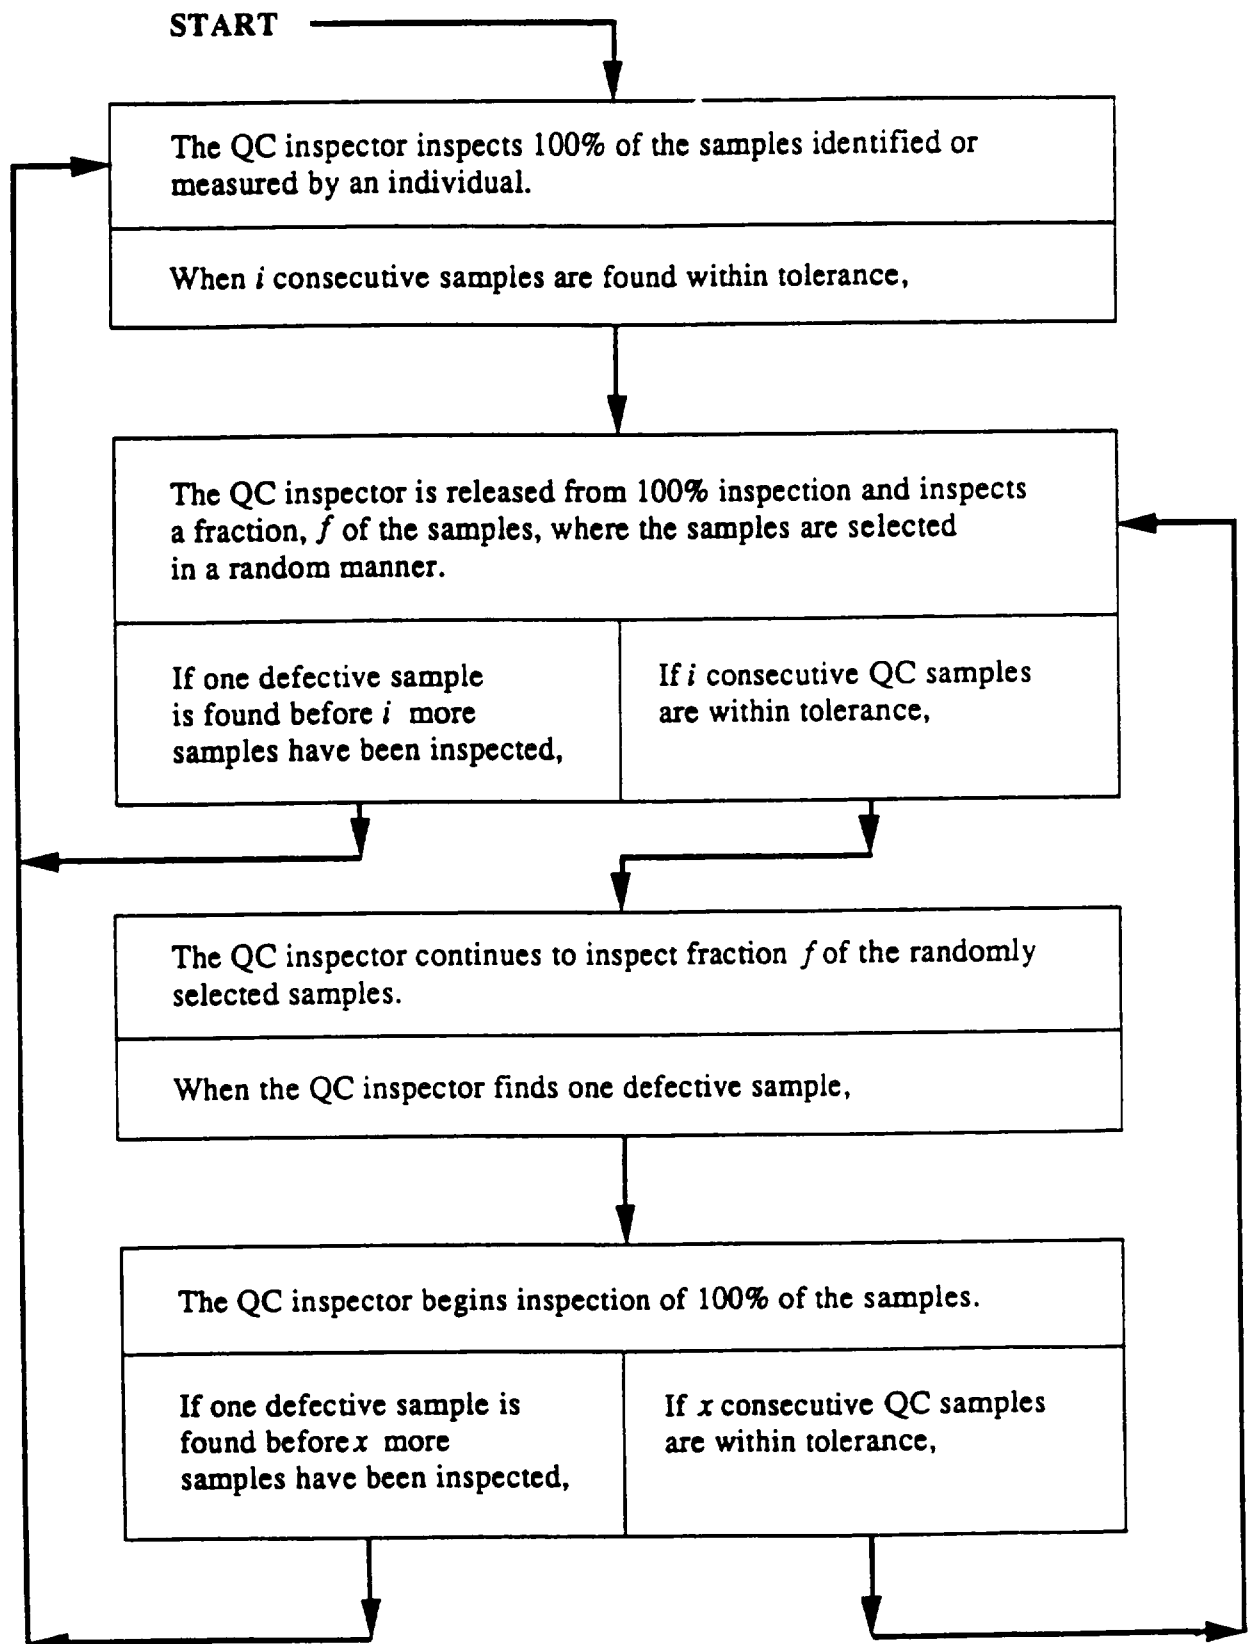 START
The QC inspector inspects 100% of the samples identified or
measured by an individual.
When i consecutive samples are found within tolerance,
The QC inspector is released from 100% inspection and inspects
a fraction, f of the samples, where the samples are selected
in a random manner.
If one defective sample
is found before i more
samples have been inspected,
If i consecutive QC samples
are within tolerance,
The QC inspector continues to inspect fraction f of the randomly
selected samples.
When the QC inspector finds one defective sample,
The QC inspector begins inspection of 100% of the samples.
If one defective sample is
found before x more
samples have been inspected,
If x consecutive QC samples
are within tolerance,